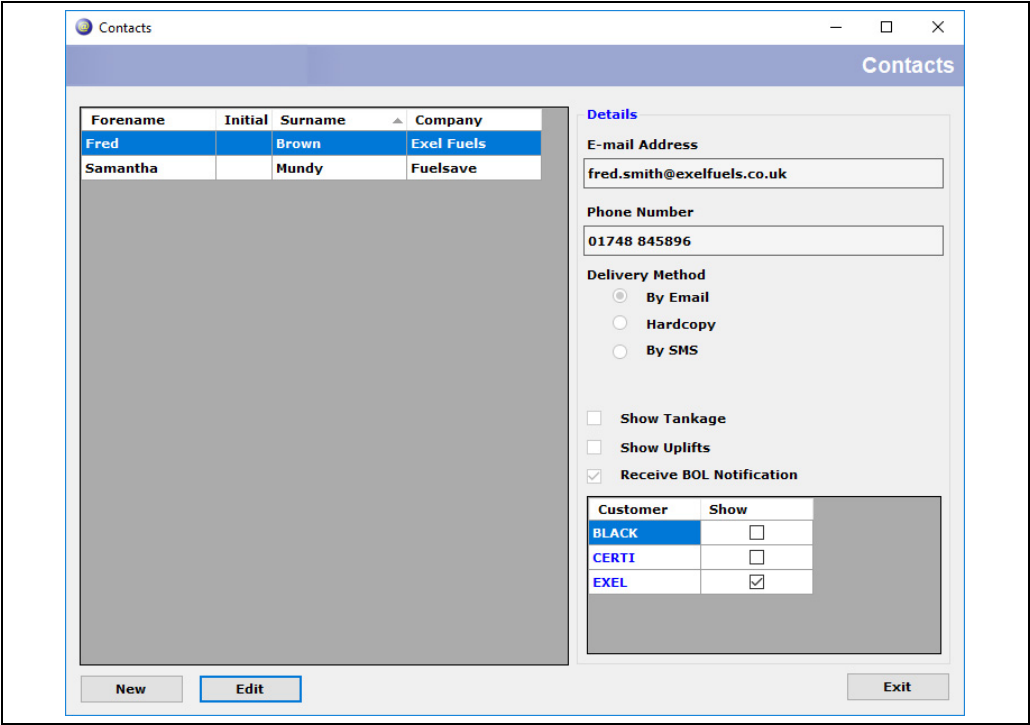 Contacts
Contacts
Forename Initial Surname Company
Fred Brown Exel Fuels
Samantha Mundy Fuelsave
Details
E-mail Address
fred.smith@exelfuels.co.uk
Phone Number
01748 845896
Delivery Method
By Email
Hardcopy
By SMS
Show Tankage
Show Uplifts
Receive BOL Notification
Customer Show
BLACK
CERTI
EXEL
New Edit Exit